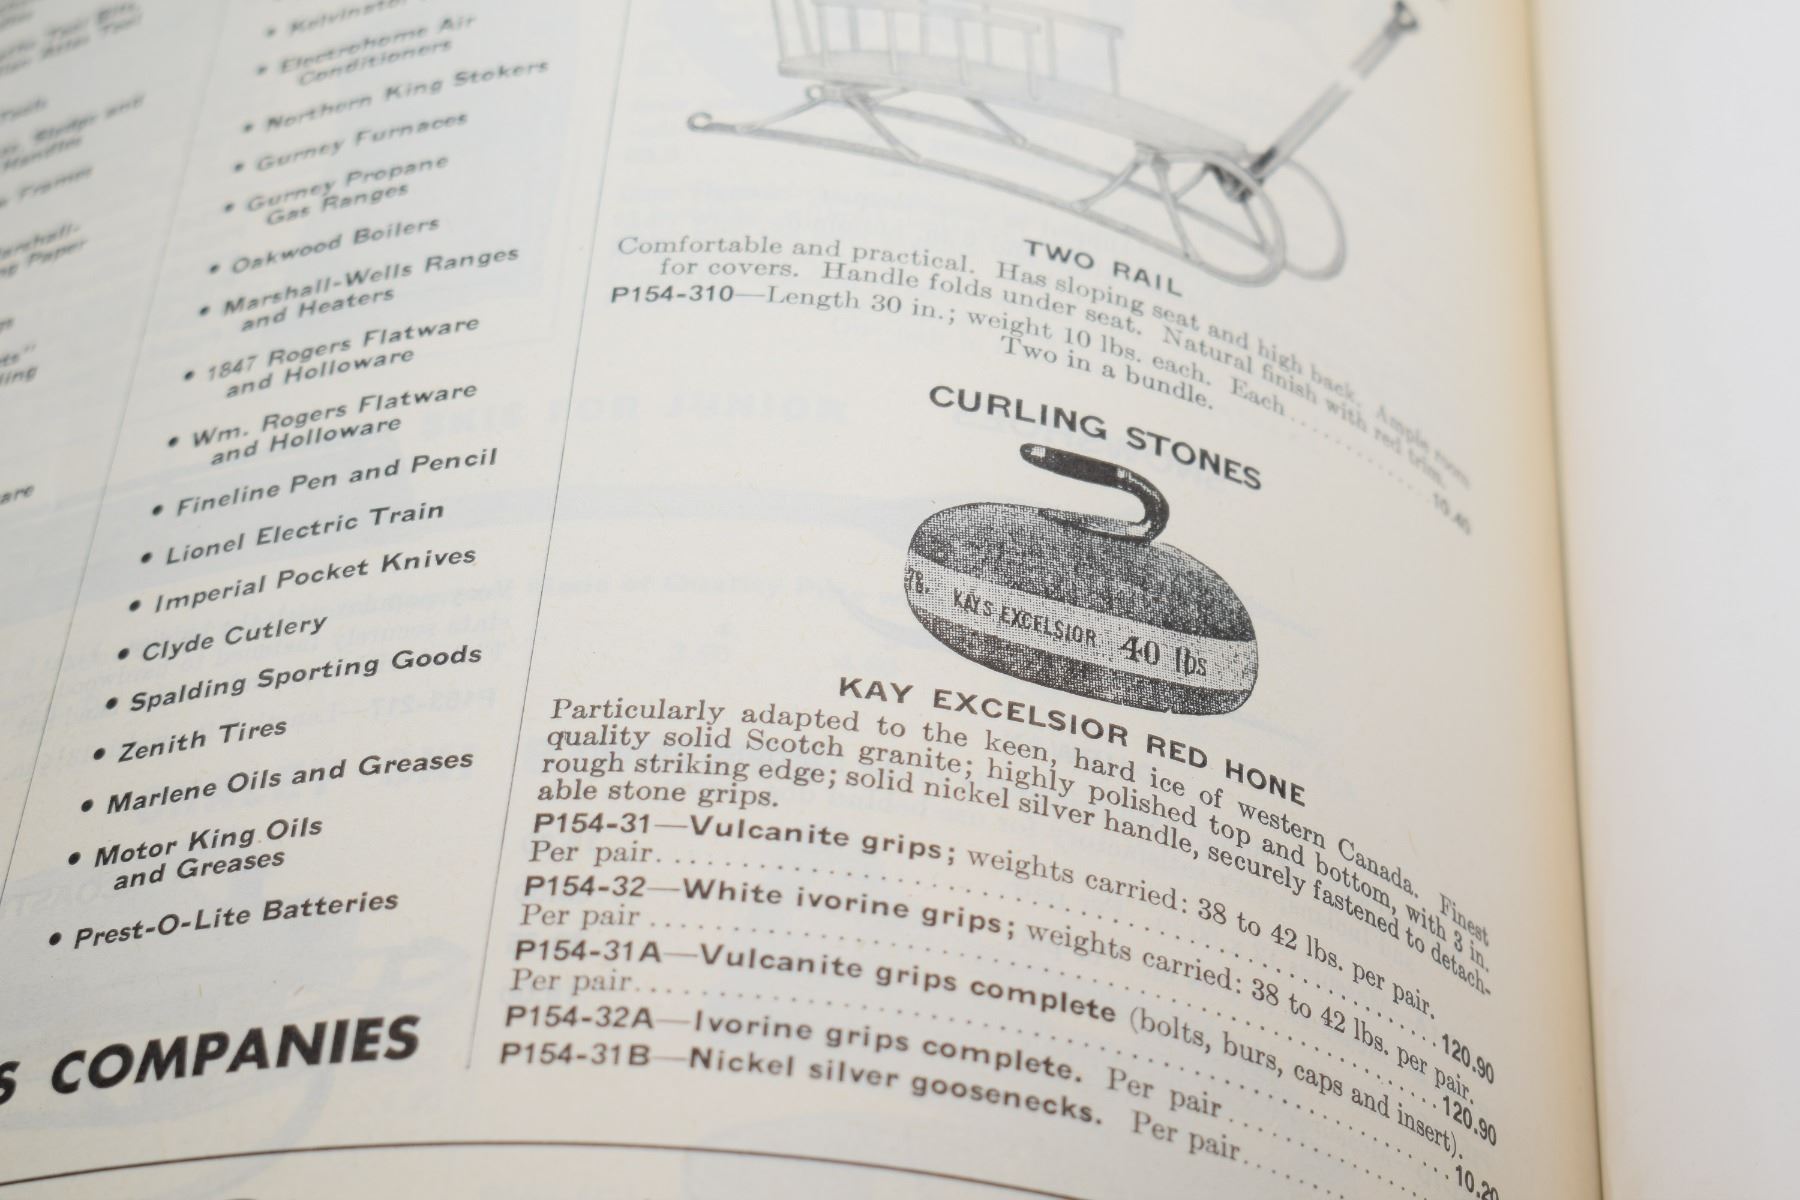 Tool
Handles
Paper
• Kelvinator
• Electrohome Air
Conditioners
• Northern King Stokers
• Gurney Furnaces
• Gurney Propane
Gas Ranges
• Oakwood Boilers
• Marshall-Wells Ranges
and Heaters
• 1847 Rogers Flatware
and Holloware
• Wm. Rogers Flatware
and Holloware
• Fineline Pen and Pencil
• Lionel Electric Train
• Imperial Pocket Knives
• Clyde Cutlery
• Spalding Sporting Goods
• Zenith Tires
• Marlene Oils and Greases
• Motor King Oils
and Greases
• Prest-O-Lite Batteries
S COMPANIES
TWO RAIL
Comfortable and practical. Has sloping seat and high back. Ample room
for covers. Handle folds under seat. Natural finish with red trim.
P154-310—Length 30 in.; weight 10 lbs. each. Each..........10.40
Two in a bundle.
CURLING STONES
78. KAYS EXCELSIOR 40 lbs
KAY EXCELSIOR RED HONE
Particularly adapted to the keen, hard ice of western Canada. Finest
quality solid Scotch granite; highly polished top and bottom, with 3 in.
rough striking edge; solid nickel silver handle, securely fastened to detach-
able stone grips.
P154-31—Vulcanite grips; weights carried: 38 to 42 lbs. per pair.
Per pair..........120.90
P154-32—White ivorine grips; weights carried: 38 to 42 lbs. per pair.
Per pair..........120.90
P154-31A—Vulcanite grips complete (bolts, burs, caps and insert).
Per pair..........10.20
P154-32A—Ivorine grips complete. Per pair..........
P154-31B—Nickel silver goosenecks. Per pair..........